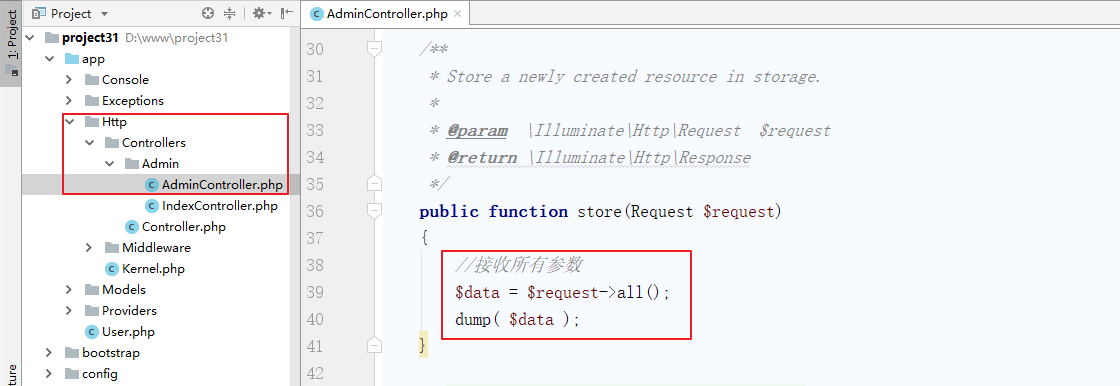 1: Project
ture
Project
project31 D:\www\project31
app
Console
Exceptions
Http
Controllers
Admin
AdminController.php
IndexController.php
Controller.php
Middleware
Kernel.php
Models
Providers
User.php
bootstrap
config
AdminController.php
30 /**
31 * Store a newly created resource in storage.
32 *
33 * @param \Illuminate\Http\Request $request
34 * @return \Illuminate\Http\Response
35 */
36 public function store(Request $request)
37 {
38 //接收所有参数
39 $data = $request->all();
40 dump( $data );
41 }
42